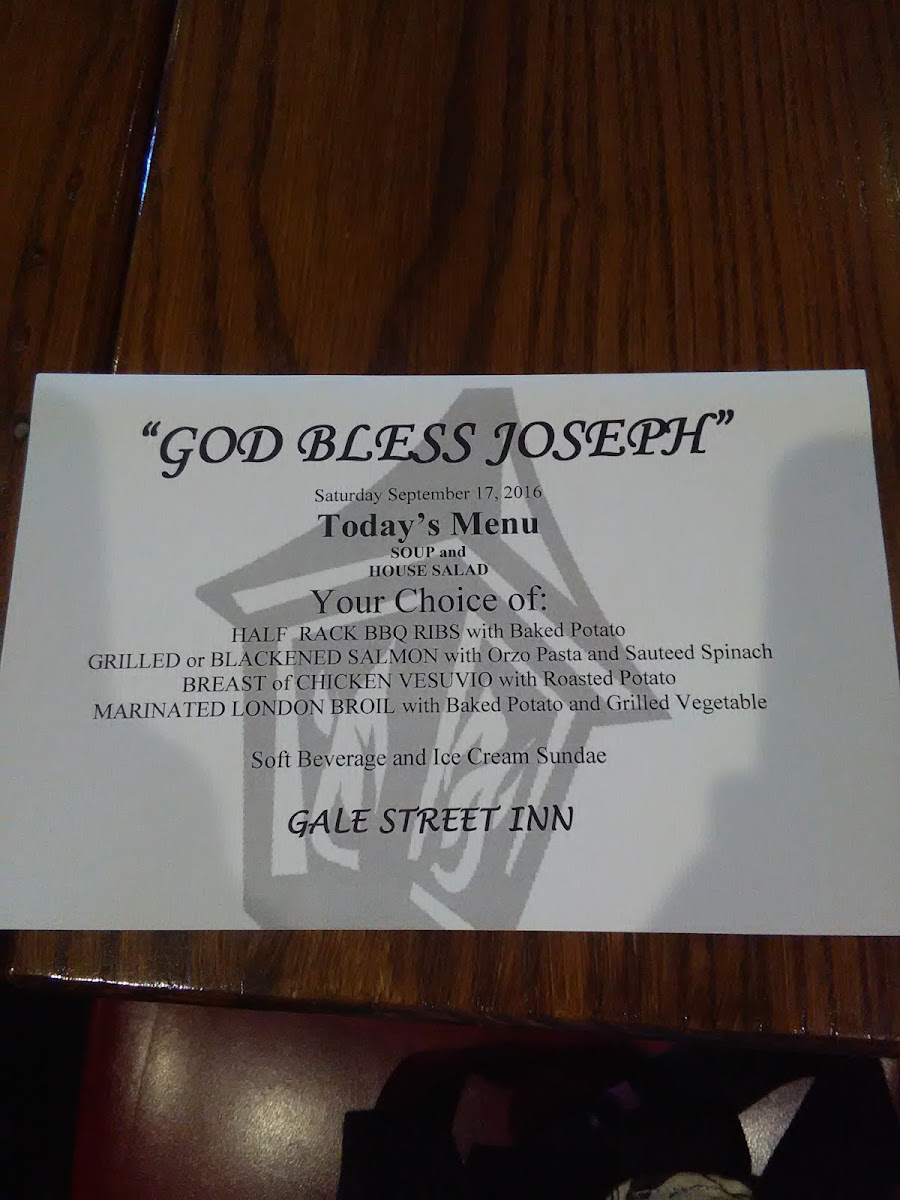 “GOD BLESS JOSEPH”
Saturday September 17, 2016
Today’s Menu
SOUP and
HOUSE SALAD
Your Choice of:
HALF RACK BBQ RIBS with Baked Potato
GRILLED or BLACKENED SALMON with Orzo Pasta and Sauteed Spinach
BREAST of CHICKEN VESUVIO with Roasted Potato
MARINATED LONDON BROIL with Baked Potato and Grilled Vegetable
Soft Beverage and Ice Cream Sundae
GALE STREET INN